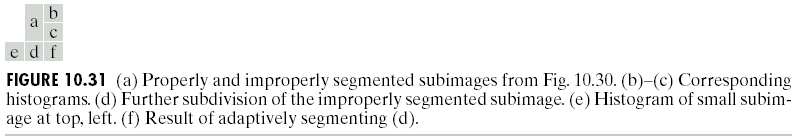 a b
c
e d f
FIGURE 10.31 (a) Properly and improperly segmented subimages from Fig. 10.30. (b)–(c) Corresponding
histograms. (d) Further subdivision of the improperly segmented subimage. (e) Histogram of small subim-
age at top, left. (f) Result of adaptively segmenting (d).